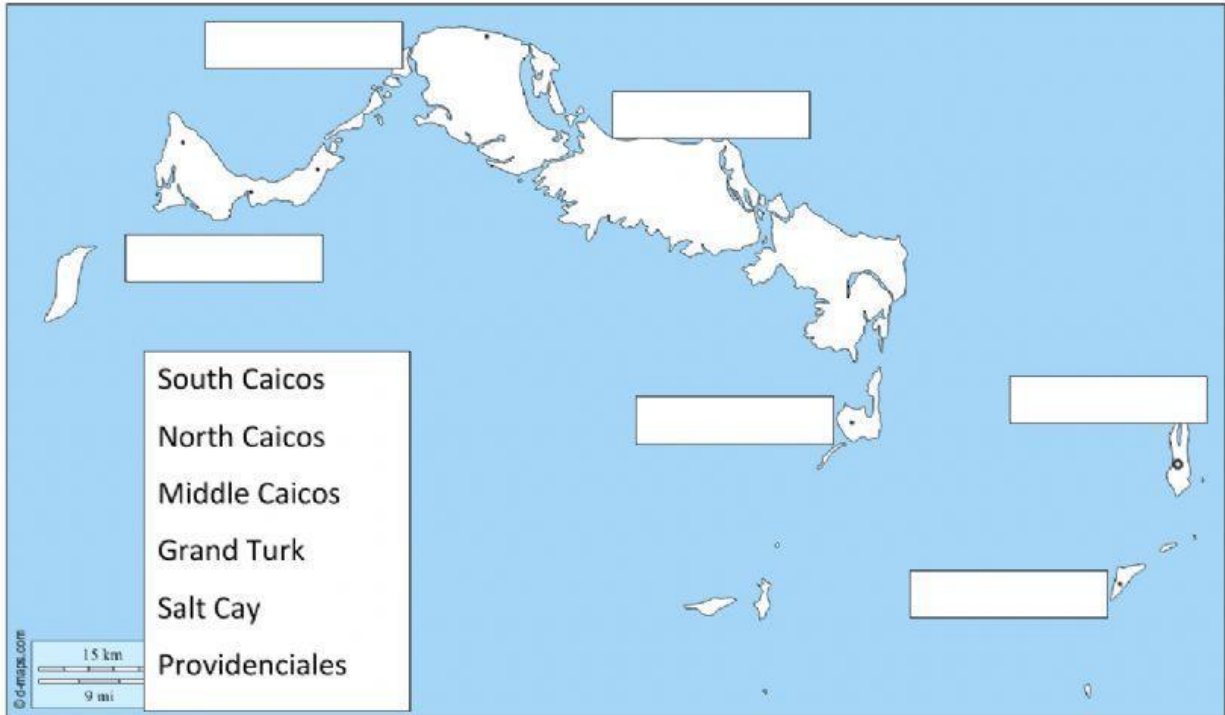 South Caicos
North Caicos
Middle Caicos
Grand Turk
Salt Cay
Providenciales
15 km
9 mi
© d-maps.com